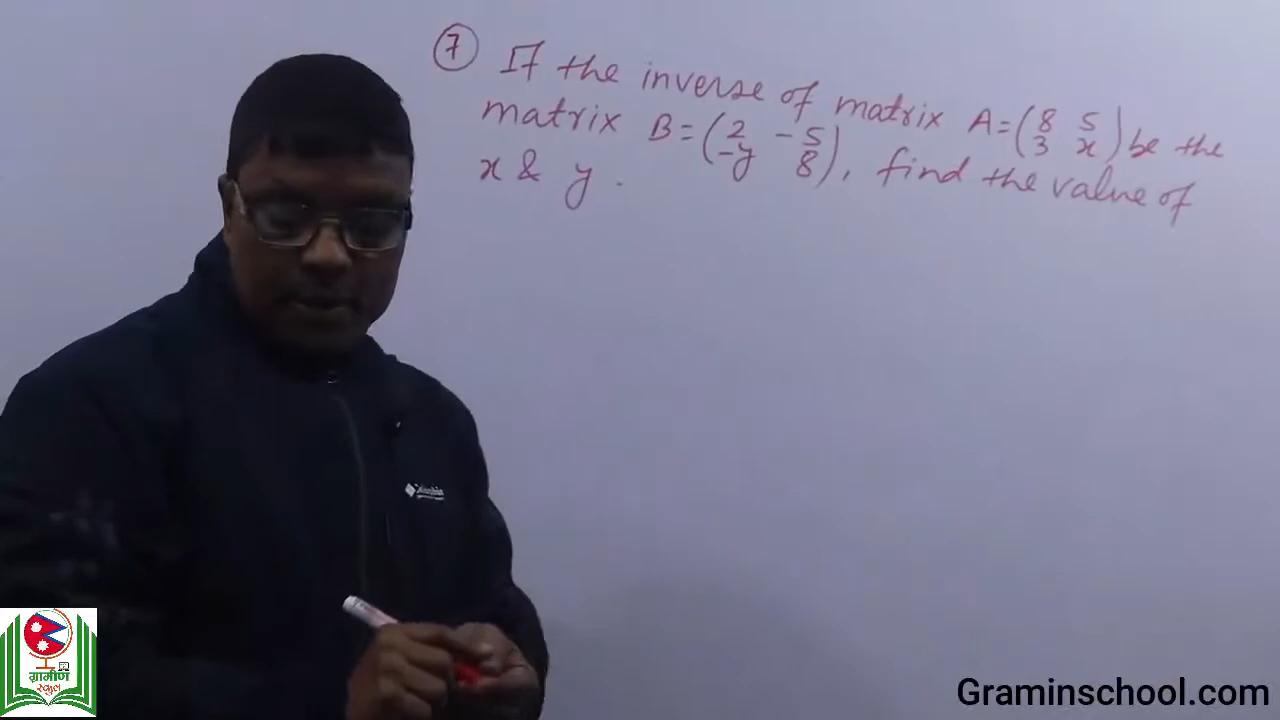 7 If the inverse of matrix A = (8 5
3 x) be the
matrix B = (2 -5
-y 8), find the value of
x & y.
ग्रामीण
स्कुल
Graminschool.com